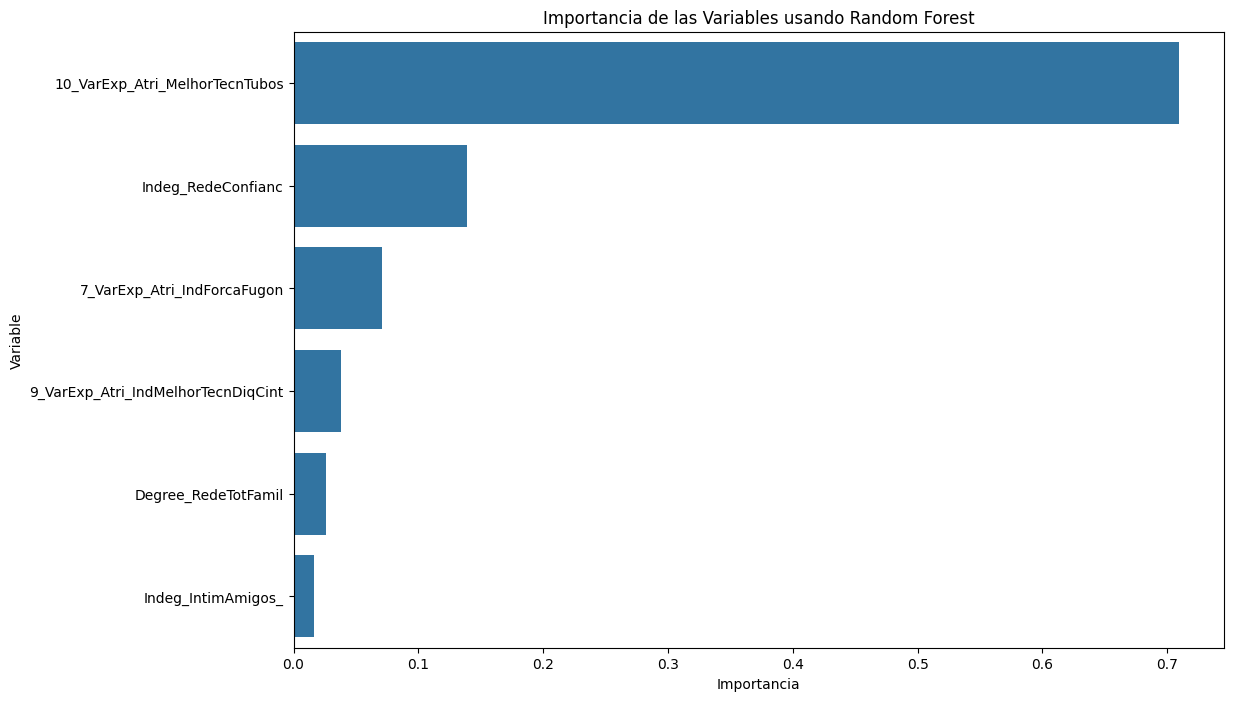 Importancia de las Variables usando Random Forest
Variable
10_VarExp_Atri_MelhorTecnTubos
Indeg_RedeConfianc
7_VarExp_Atri_IndForcaFugon
9_VarExp_Atri_IndMelhorTecnDiqCint
Degree_RedeTotFamil
Indeg_IntimAmigos_
0.0 0.1 0.2 0.3 0.4 0.5 0.6 0.7
Importancia